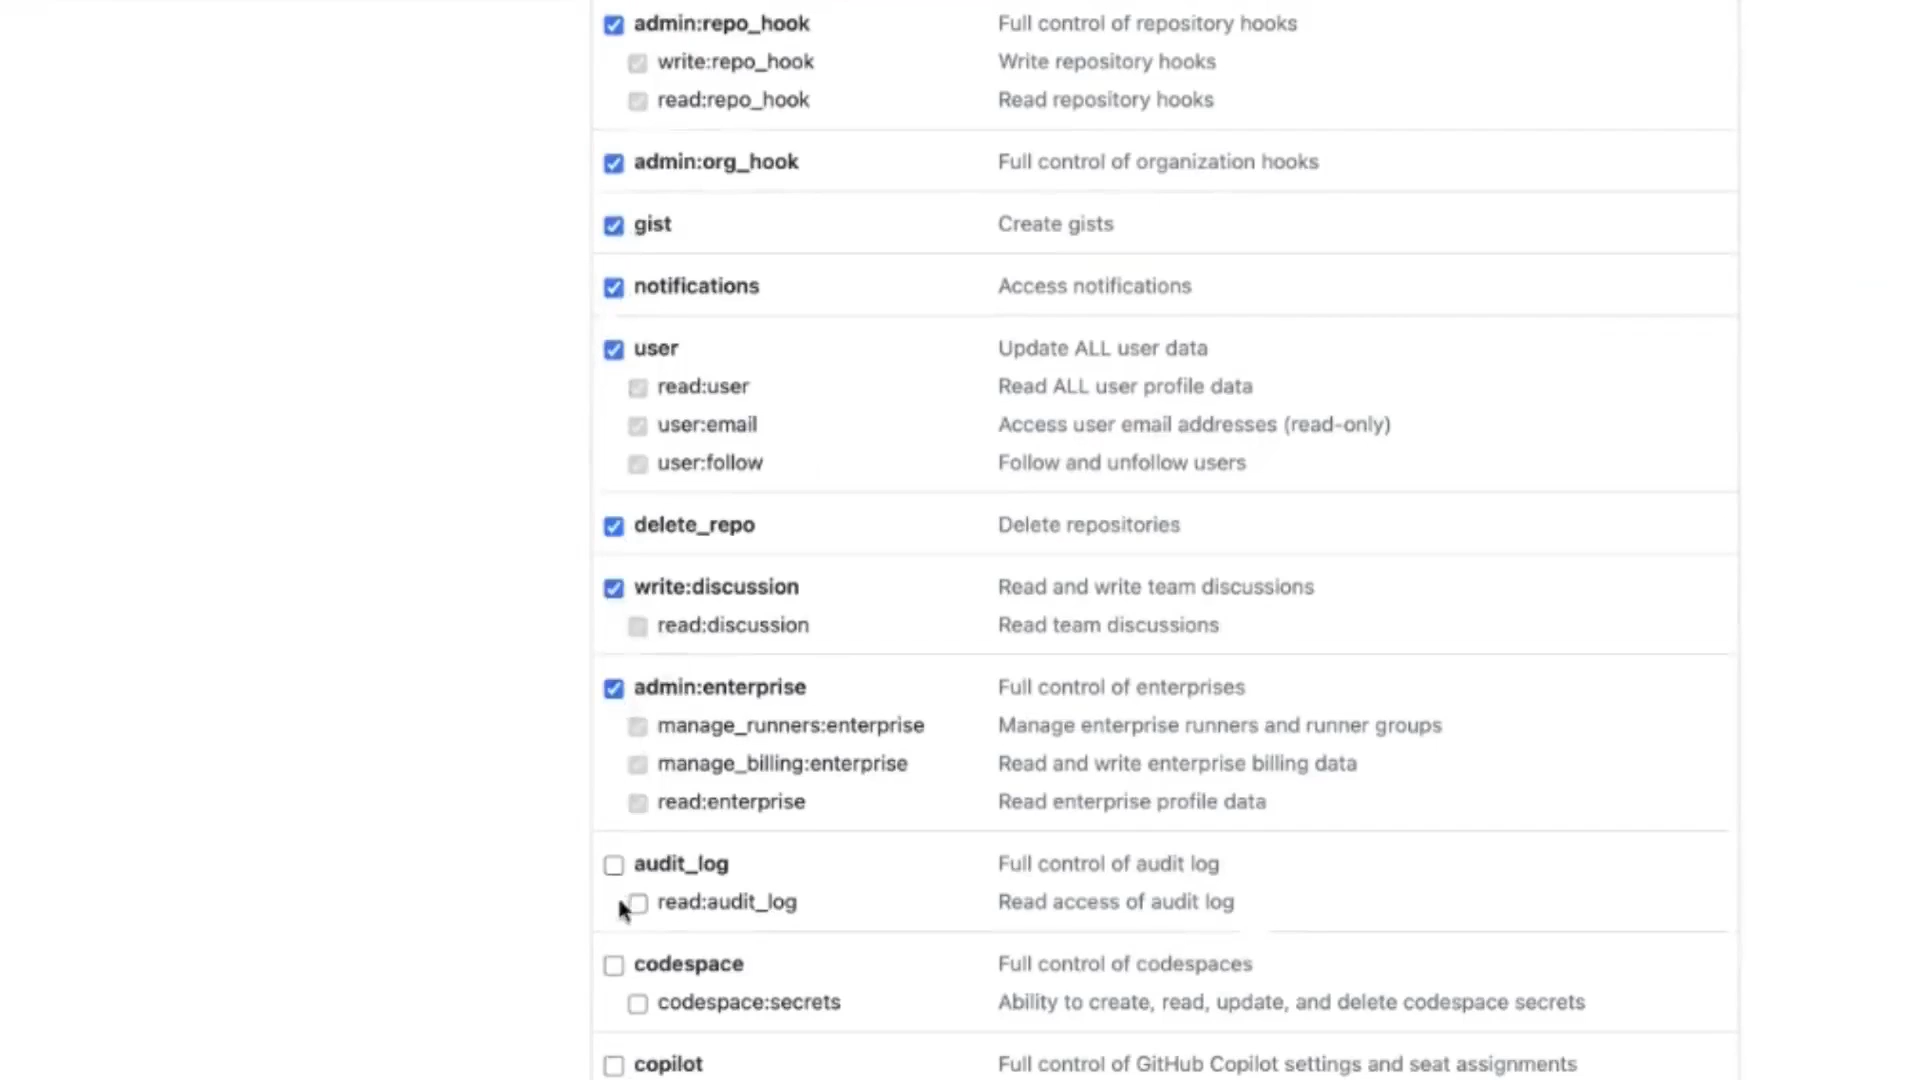 admin:repo_hook Full control of repository hooks
write:repo_hook Write repository hooks
read:repo_hook Read repository hooks
admin:org_hook Full control of organization hooks
gist Create gists
notifications Access notifications
user Update ALL user data
read:user Read ALL user profile data
user:email Access user email addresses (read-only)
user:follow Follow and unfollow users
delete_repo Delete repositories
write:discussion Read and write team discussions
read:discussion Read team discussions
admin:enterprise Full control of enterprises
manage_runners:enterprise Manage enterprise runners and runner groups
manage_billing:enterprise Read and write enterprise billing data
read:enterprise Read enterprise profile data
audit_log Full control of audit log
read:audit_log Read access of audit log
codespace Full control of codespaces
codespace:secrets Ability to create, read, update, and delete codespace secrets
copilot Full control of GitHub Copilot settings and seat assignments